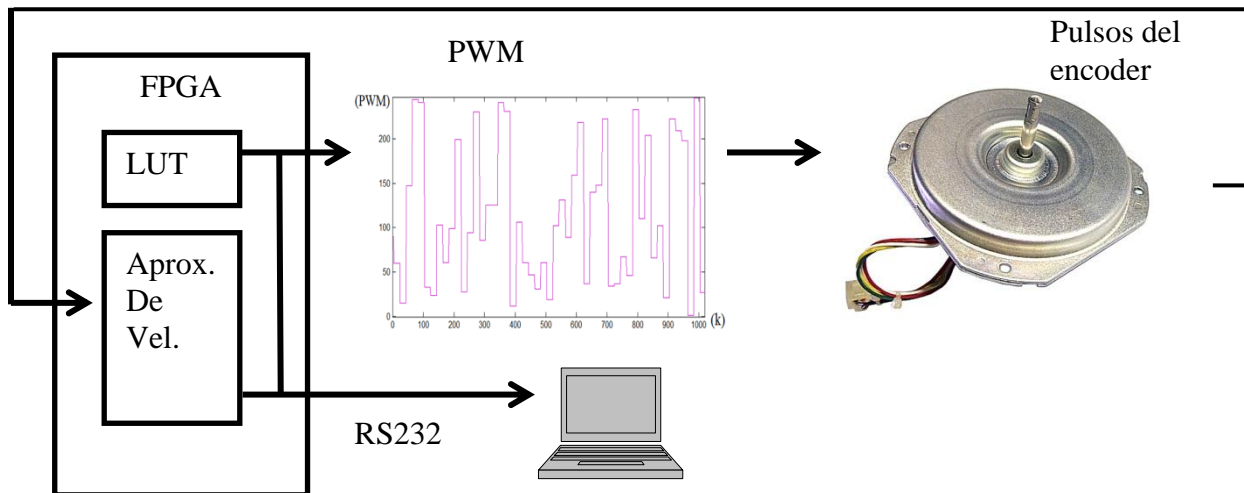 Pulsos del
encoder
PWM
FPGA
LUT
Aprox.
De
Vel.
(PWM)
200
150
100
50
0
0 100 200 300 400 500 600 700 800 900 1000
(k)
RS232